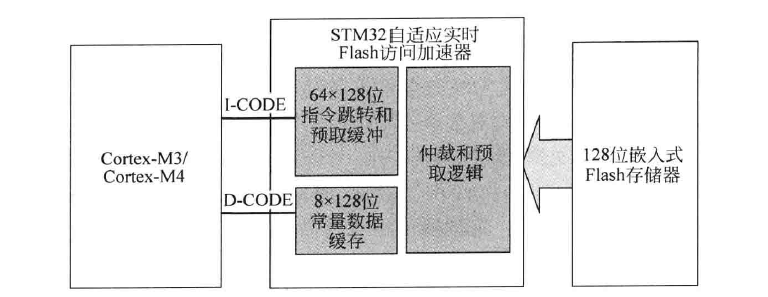 STM32自适应实时
Flash访问加速器
I-CODE
64×128位
指令跳转和
预取缓冲
Cortex-M3/
Cortex-M4
仲裁和预
取逻辑
128位嵌入式
Flash存储器
D-CODE
8×128位
常量数据
缓存